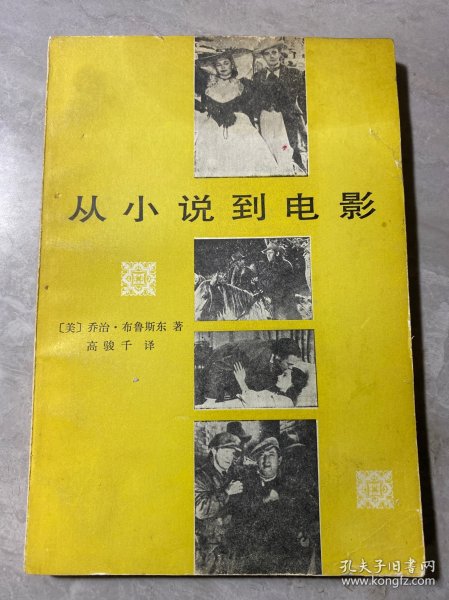 从小说到电影
〔美〕乔治·布鲁斯东 著
高骏千 译
孔夫子旧书网
www.kongfz.com